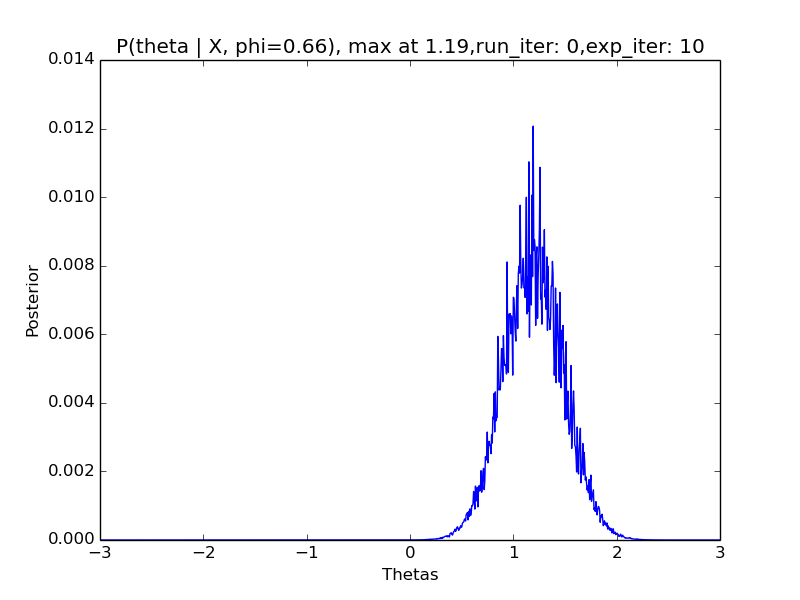 P(theta | X, phi=0.66), max at 1.19,run_iter: 0,exp_iter: 10
0.014
0.012
0.010
0.008
0.006
0.004
0.002
0.000
Posterior
−3 −2 −1 0 1 2 3
Thetas